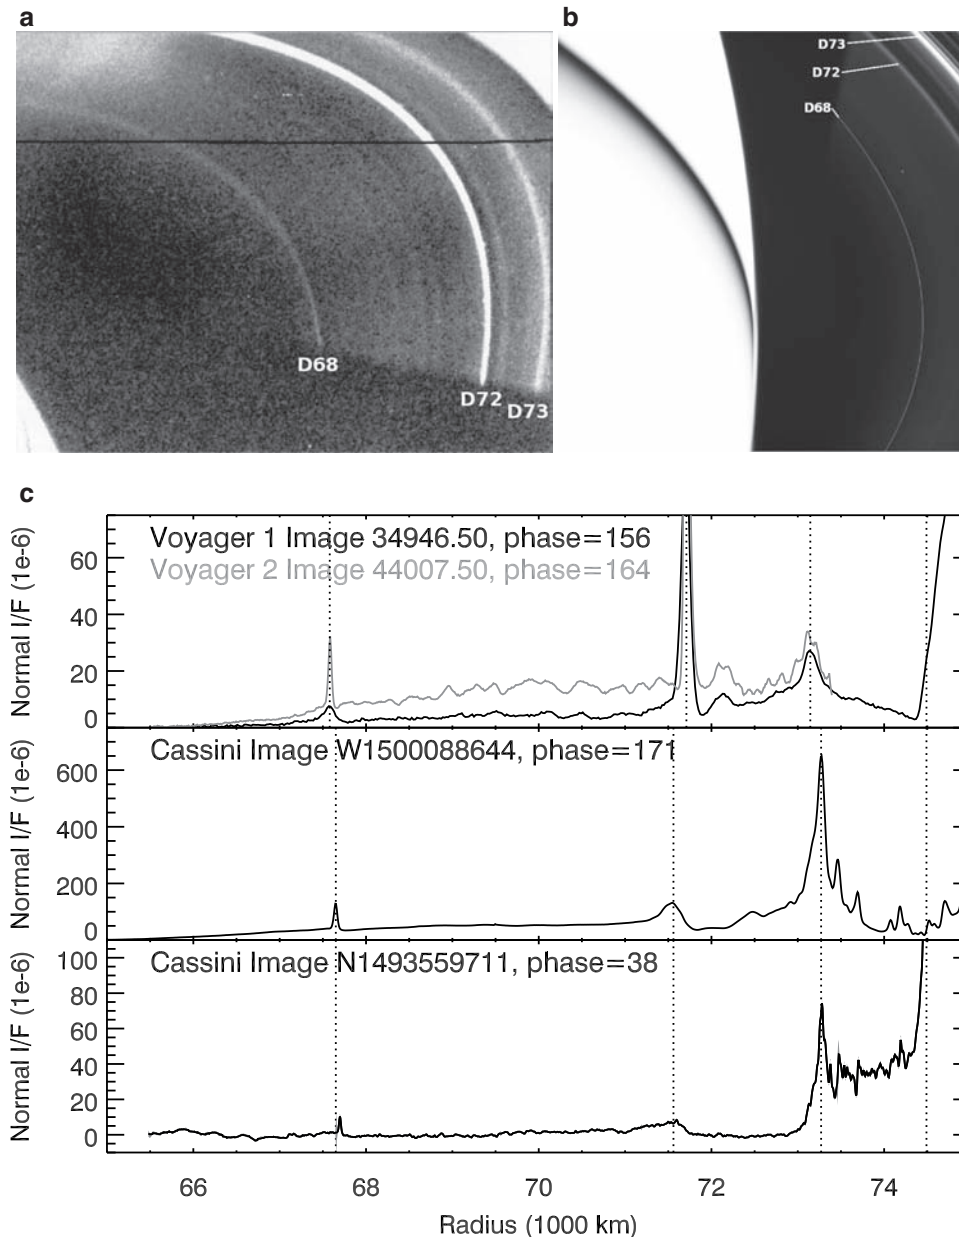 a
b
D68
D72
D73
D73
D72
D68
c
Voyager 1 Image 34946.50, phase=156
Voyager 2 Image 44007.50, phase=164
Normal I/F (1e-6)
60
40
20
0
Cassini Image W1500088644, phase=171
Normal I/F (1e-6)
600
400
200
0
Cassini Image N1493559711, phase=38
Normal I/F (1e-6)
100
80
60
40
20
0
66 68 70 72 74
Radius (1000 km)